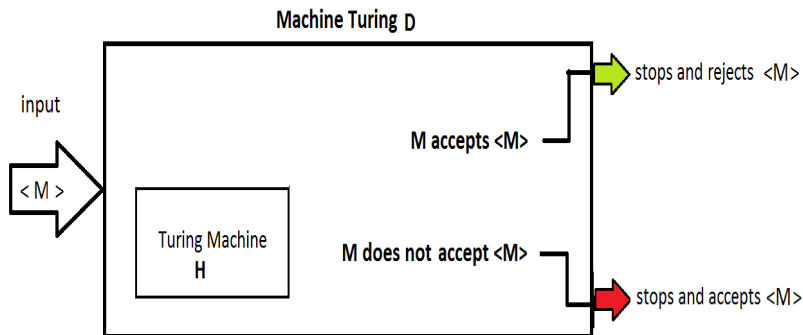 Machine Turing D
stops and rejects <M>
input
M accepts <M>
< M >
Turing Machine
H
M does not accept <M>
stops and accepts <M>